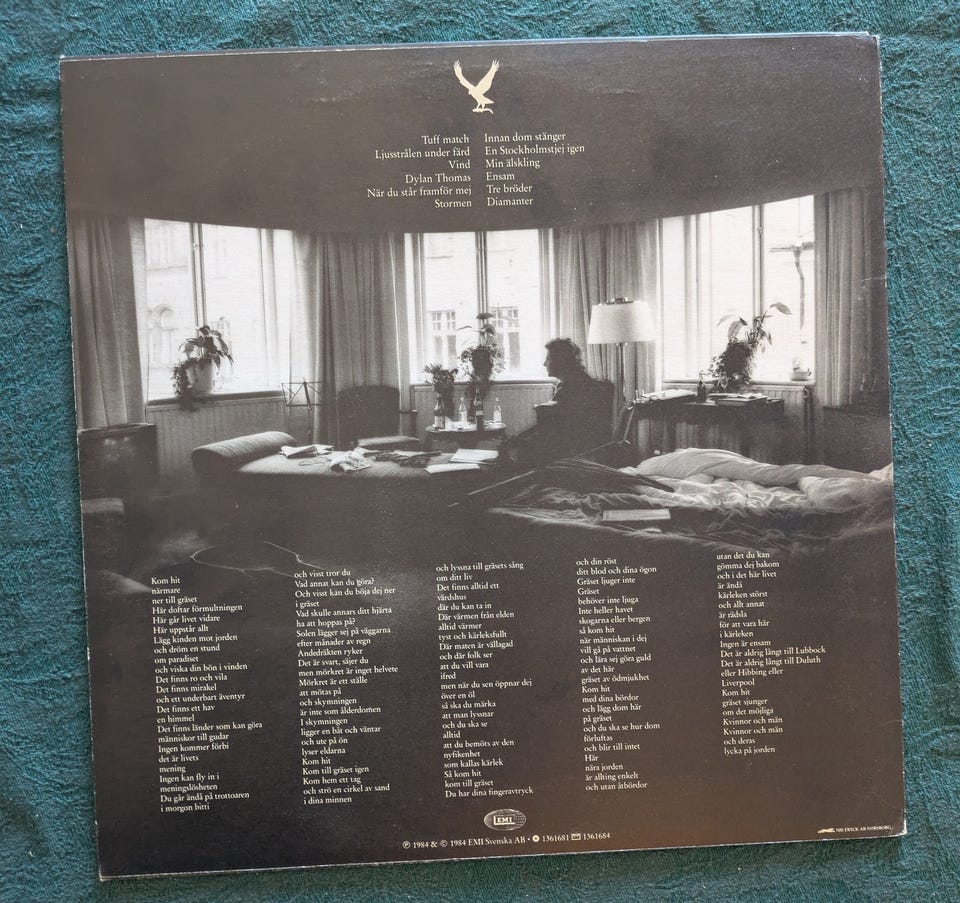 Tuff match
Ljusstrålen under färd
Vind
Dylan Thomas
När du står framför mej
Stormen
Innan dom stänger
En Stockholmstjej igen
Min älskling
Ensam
Tre bröder
Diamanter
Kom hit
närmare
ner till gräset
Här doftar förmultningen
Här går livet vidare
Här uppstår allt
Lägg kinden mot jorden
och dröm en stund
om paradiset
och viska din bön i vinden
Det finns ro och vila
Det finns mirakel
och ett underbart äventyr
Det finns ett hav
en himmel
Det finns länder som kan göra
människor till gudar
Ingen kommer förbi
det är livets
mening
Ingen kan fly in i
meningslösheten
Du går ändå på trottoaren
i morgon bitti
och visst tror du
Vad annat kan du göra?
Och visst kan du böja dej ner
i gräset
Vad skulle annars ditt hjärta
ha att hoppas på?
Solen lägger sej på väggarna
efter månader av regn
Andedräkten ryker
Det är svart, säjer du
men mörkret är inget helvete
Mörkret är ett ställe
att mötas på
och skymningen
är inte som ålderdomen
I skymningen
ligger en båt och väntar
och ute på ön
lyser eldarna
Kom hit
Kom till gräset igen
Kom hem ett tag
och strö en cirkel av sand
i dina minnen
och lyssna till gräsets sång
om ditt liv
Det finns alltid ett
värdshus
där du kan ta in
Där värmen från elden
alltid värmer
tyst och kärleksfullt
Där maten är vällagad
och där folk ser
att du vill vara
ifred
men när du sen öppnar dej
över en öl
så ska du märka
att man lyssnar
och du ska se
alltid
att du bemöts av den
nyfikenhet
som kallas kärlek
Så kom hit
kom till gräset
Du har dina fingeravtryck
och din röst
ditt blod och dina ögon
Gräset ljuger inte
Gräset
behöver inte ljuga
Inte heller havet
skogarna eller bergen
så kom hit
när människan i dej
vill gå på vattnet
och lära sej göra guld
av det här
gräset av ödmjukhet
Kom hit
med dina bördor
och lägg dom här
på gräset
och du ska se hur dom
förluftas
och blir till intet
Här
nära jorden
är allting enkelt
och utan åtbördor
utan det du kan
gömma dej bakom
och i det här livet
är ändå
kärleken störst
och allt annat
är rädsla
för att vara här
i kärleken
Ingen är ensam
Det är aldrig långt till Lubbock
Det är aldrig långt till Duluth
eller Hibbing eller
Liverpool
Kom hit
gräset sjunger
om det möjliga
Kvinnor och män
Kvinnor och män
och deras
lycka på jorden
EMI
℗ 1984 & © 1984 EMI Svenska AB • 1361681 1361684